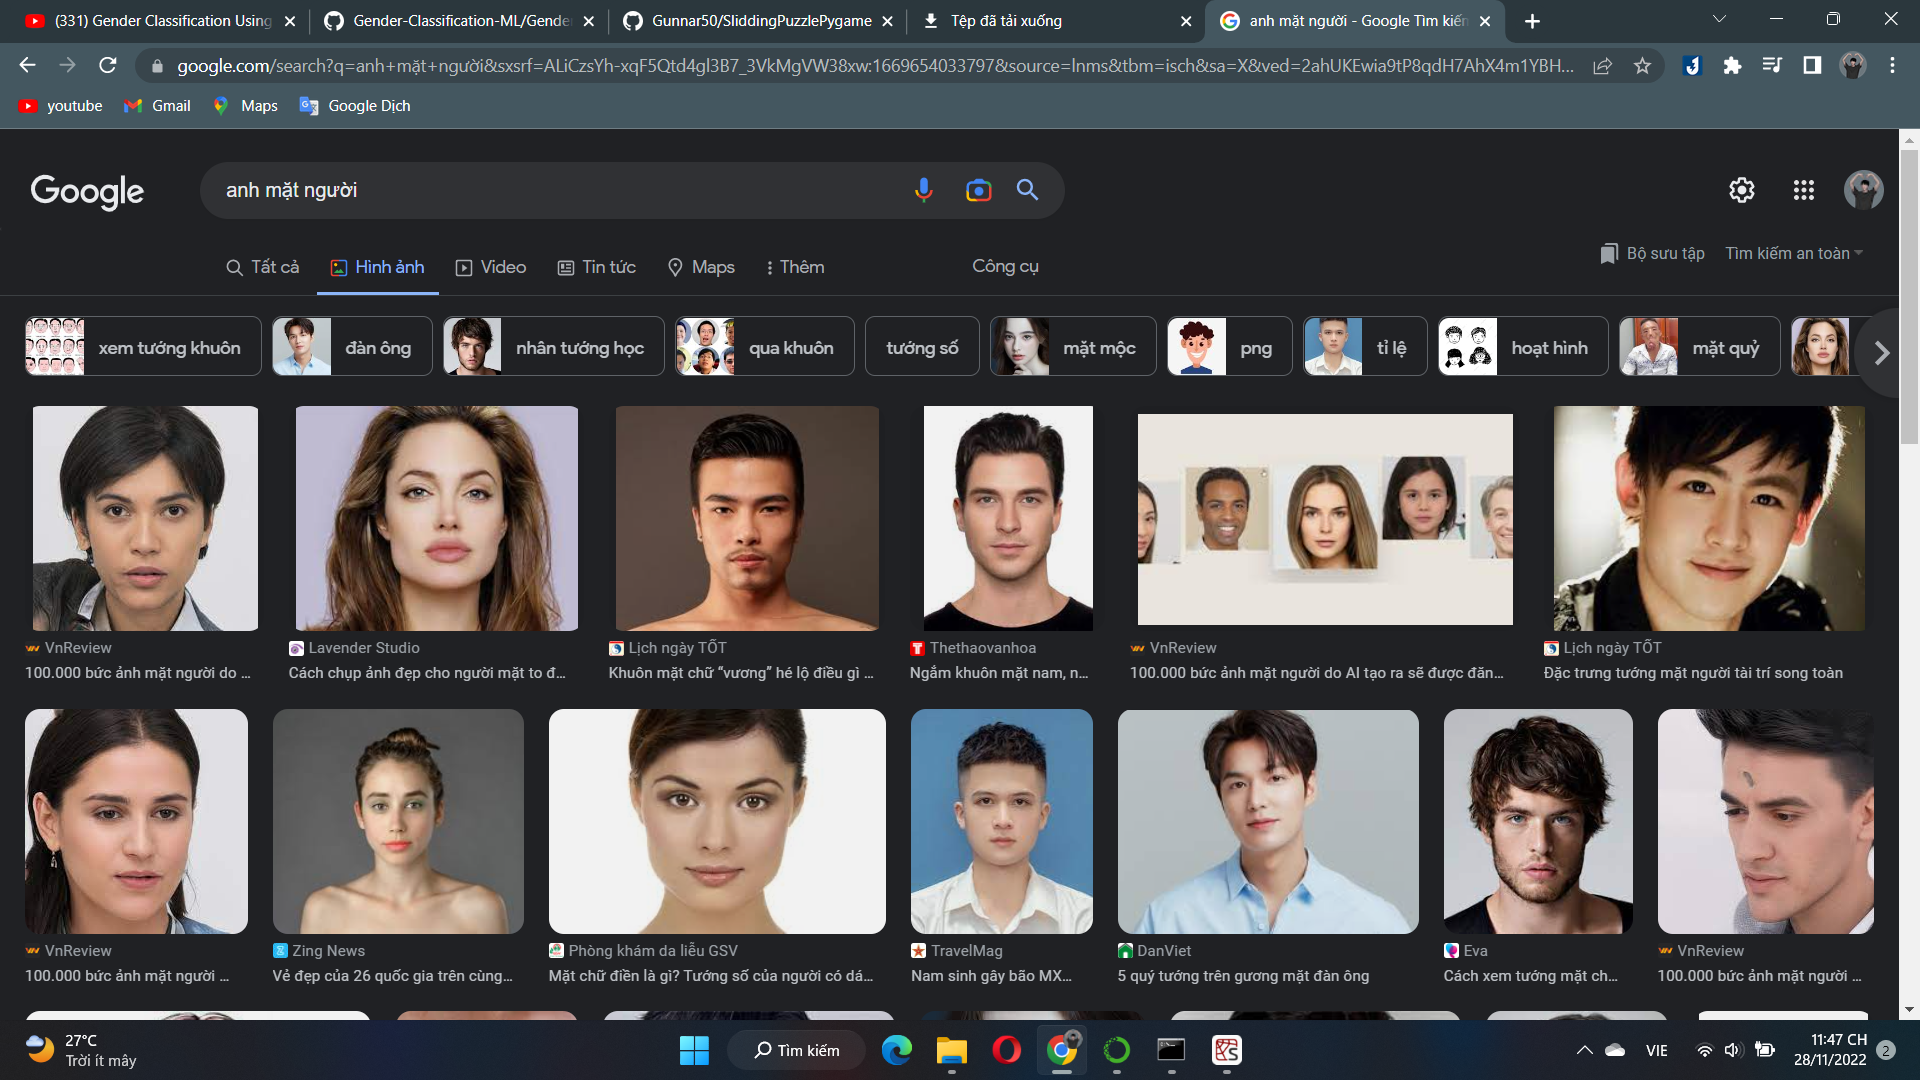 (331) Gender Classification Using
Gender-Classification-ML/Gende
Gunnar50/SliddingPuzzlePygame
Tệp đã tải xuống
anh mặt người - Google Tìm kiến
google.com/search?q=anh+mặt+người&sxsrf=ALiCzsYh-xqF5Qtd4gl3B7_3VkMgVW38xw:1669654033797&source=lnms&tbm=isch&sa=X&ved=2ahUKEwia9tP8qdH7AhX4m1YBH...
youtube
Gmail
Maps
Google Dịch
Google
anh mặt người
Tất cả
Hình ảnh
Video
Tin tức
Maps
Thêm
Công cụ
Bộ sưu tập
Tìm kiếm an toàn
xem tướng khuôn
đàn ông
nhân tướng học
qua khuôn
tướng số
mặt mộc
png
tỉ lệ
hoạt hình
mặt quỷ
VnReview
100.000 bức ảnh mặt người do ...
Lavender Studio
Cách chụp ảnh đẹp cho người mặt to đ...
Lịch ngày TỐT
Khuôn mặt chữ “vương” hé lộ điều gì ...
Thethaovanhoa
Ngắm khuôn mặt nam, n...
VnReview
100.000 bức ảnh mặt người do AI tạo ra sẽ được đăn...
Lịch ngày TỐT
Đặc trưng tướng mặt người tài trí song toàn
VnReview
100.000 bức ảnh mặt người ...
Zing News
Vẻ đẹp của 26 quốc gia trên cùng...
Phòng khám da liễu GSV
Mặt chữ điền là gì? Tướng số của người có dá...
TravelMag
Nam sinh gây bão MX...
DanViet
5 quý tướng trên gương mặt đàn ông
Eva
Cách xem tướng mặt ch...
VnReview
100.000 bức ảnh mặt người ...
27°C
Trời ít mây
Tìm kiếm
VIE
11:47 CH
28/11/2022
2